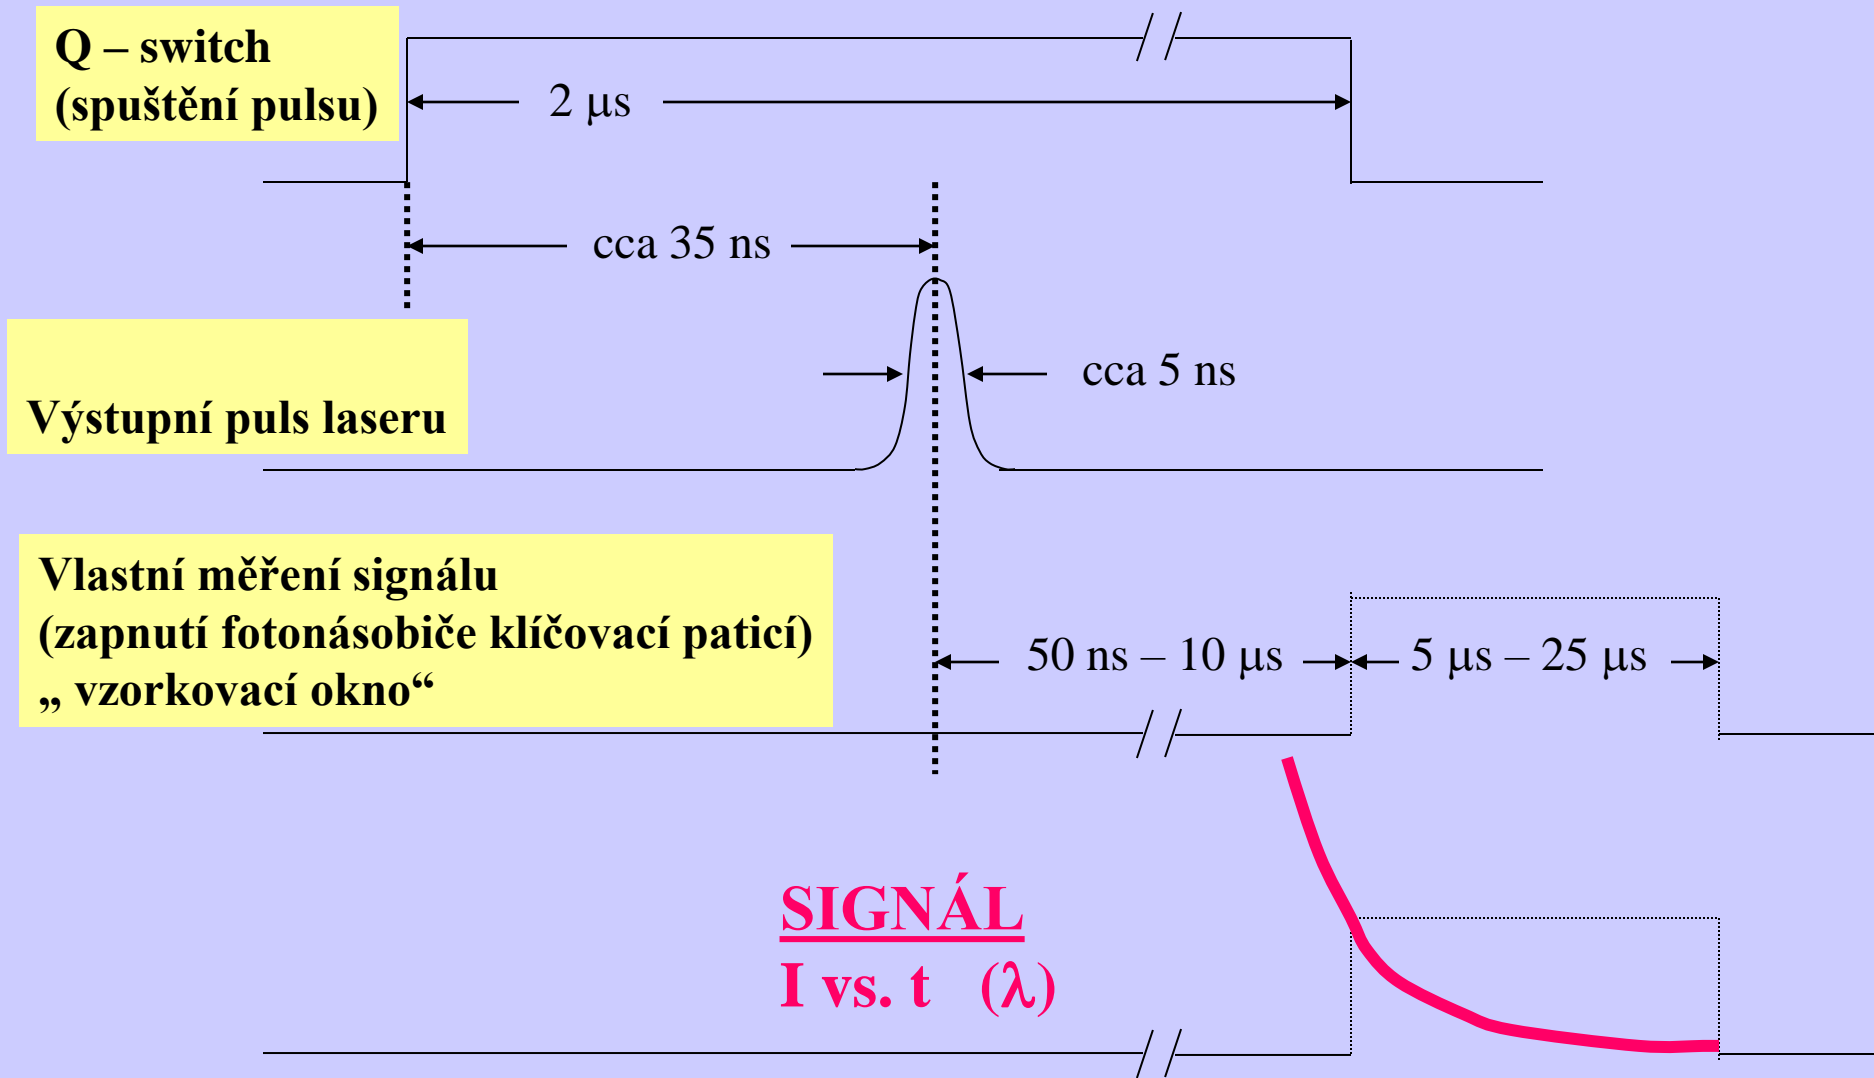 Q – switch
(spuštění pulsu)
2 μs
cca 35 ns
cca 5 ns
Výstupní puls laseru
Vlastní měření signálu
(zapnutí fotonásobiče klíčovací paticí)
„ vzorkovací okno“
50 ns – 10 μs
5 μs – 25 μs
SIGNÁL
I vs. t (λ)